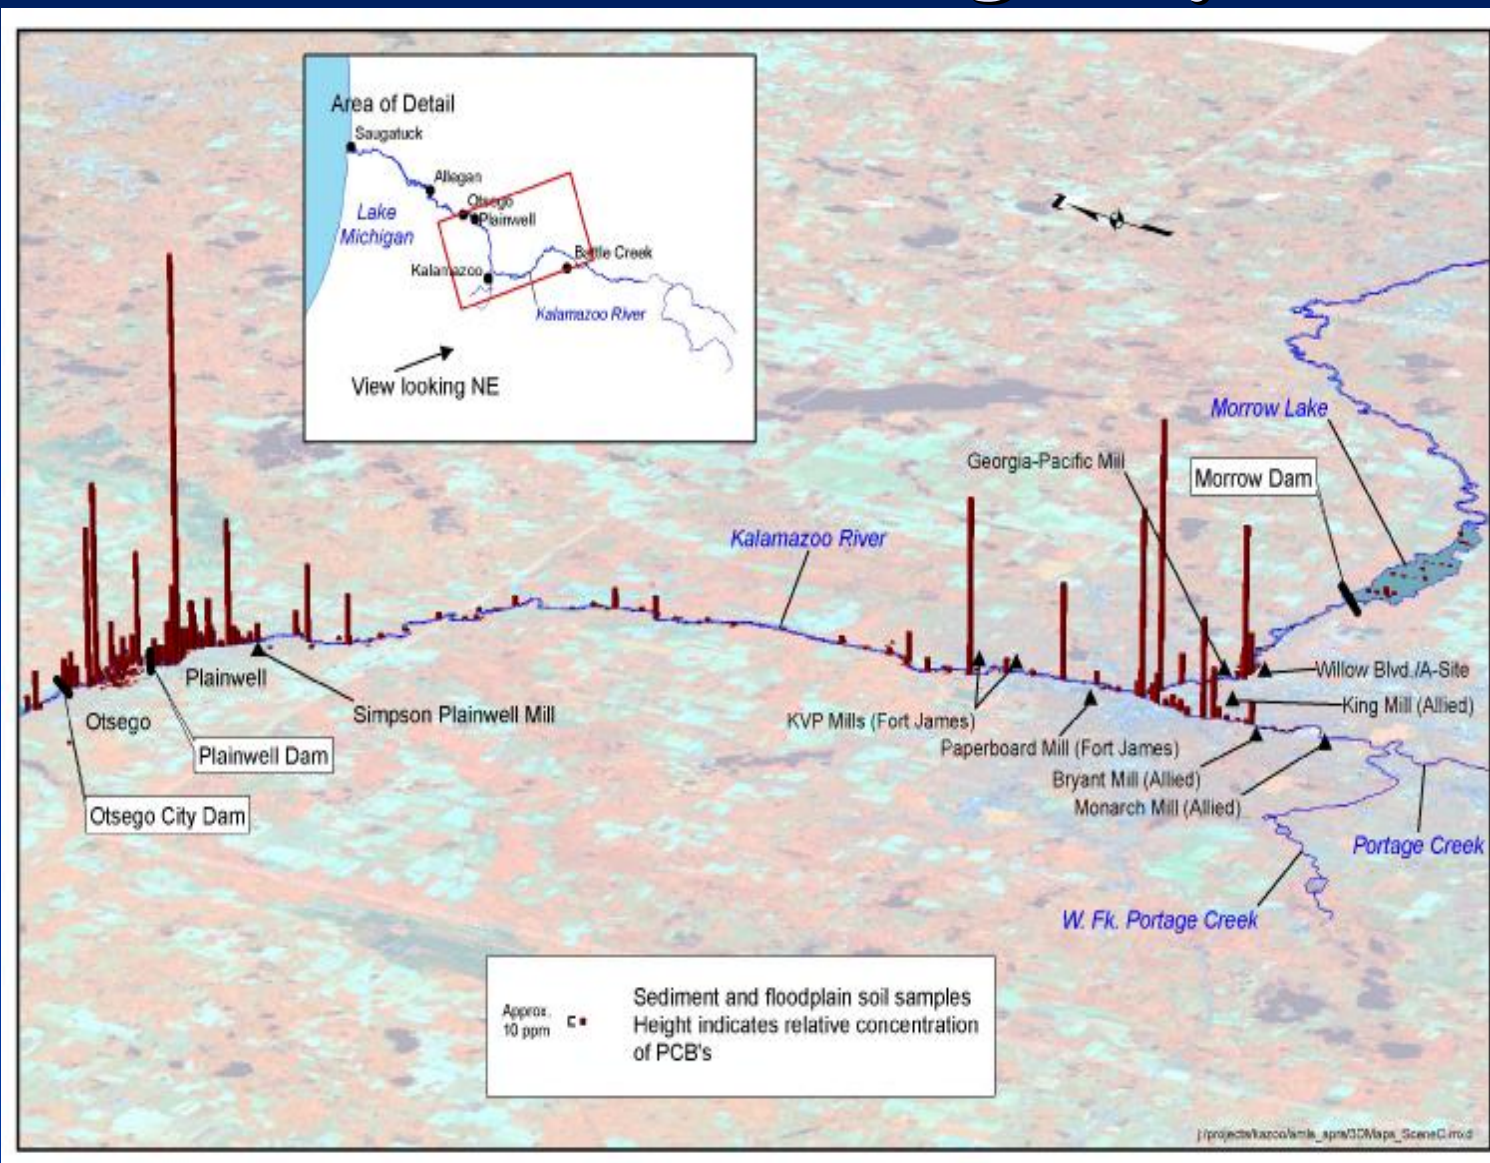 Area of Detail
Saugatuck
Allegan
Otsego
Plainwell
Lake
Michigan
Battle Creek
Kalamazoo
Kalamazoo River
View looking NE
Morrow Lake
Georgia-Pacific Mill
Morrow Dam
Kalamazoo River
Willow Blvd./A-Site
Plainwell
King Mill (Allied)
Otsego
Simpson Plainwell Mill
KVP Mills (Fort James)
Paperboard Mill (Fort James)
Plainwell Dam
Bryant Mill (Allied)
Monarch Mill (Allied)
Otsego City Dam
Portage Creek
W. Fk. Portage Creek
Approx.
10 ppm
Sediment and floodplain soil samples
Height indicates relative concentration
of PCB's